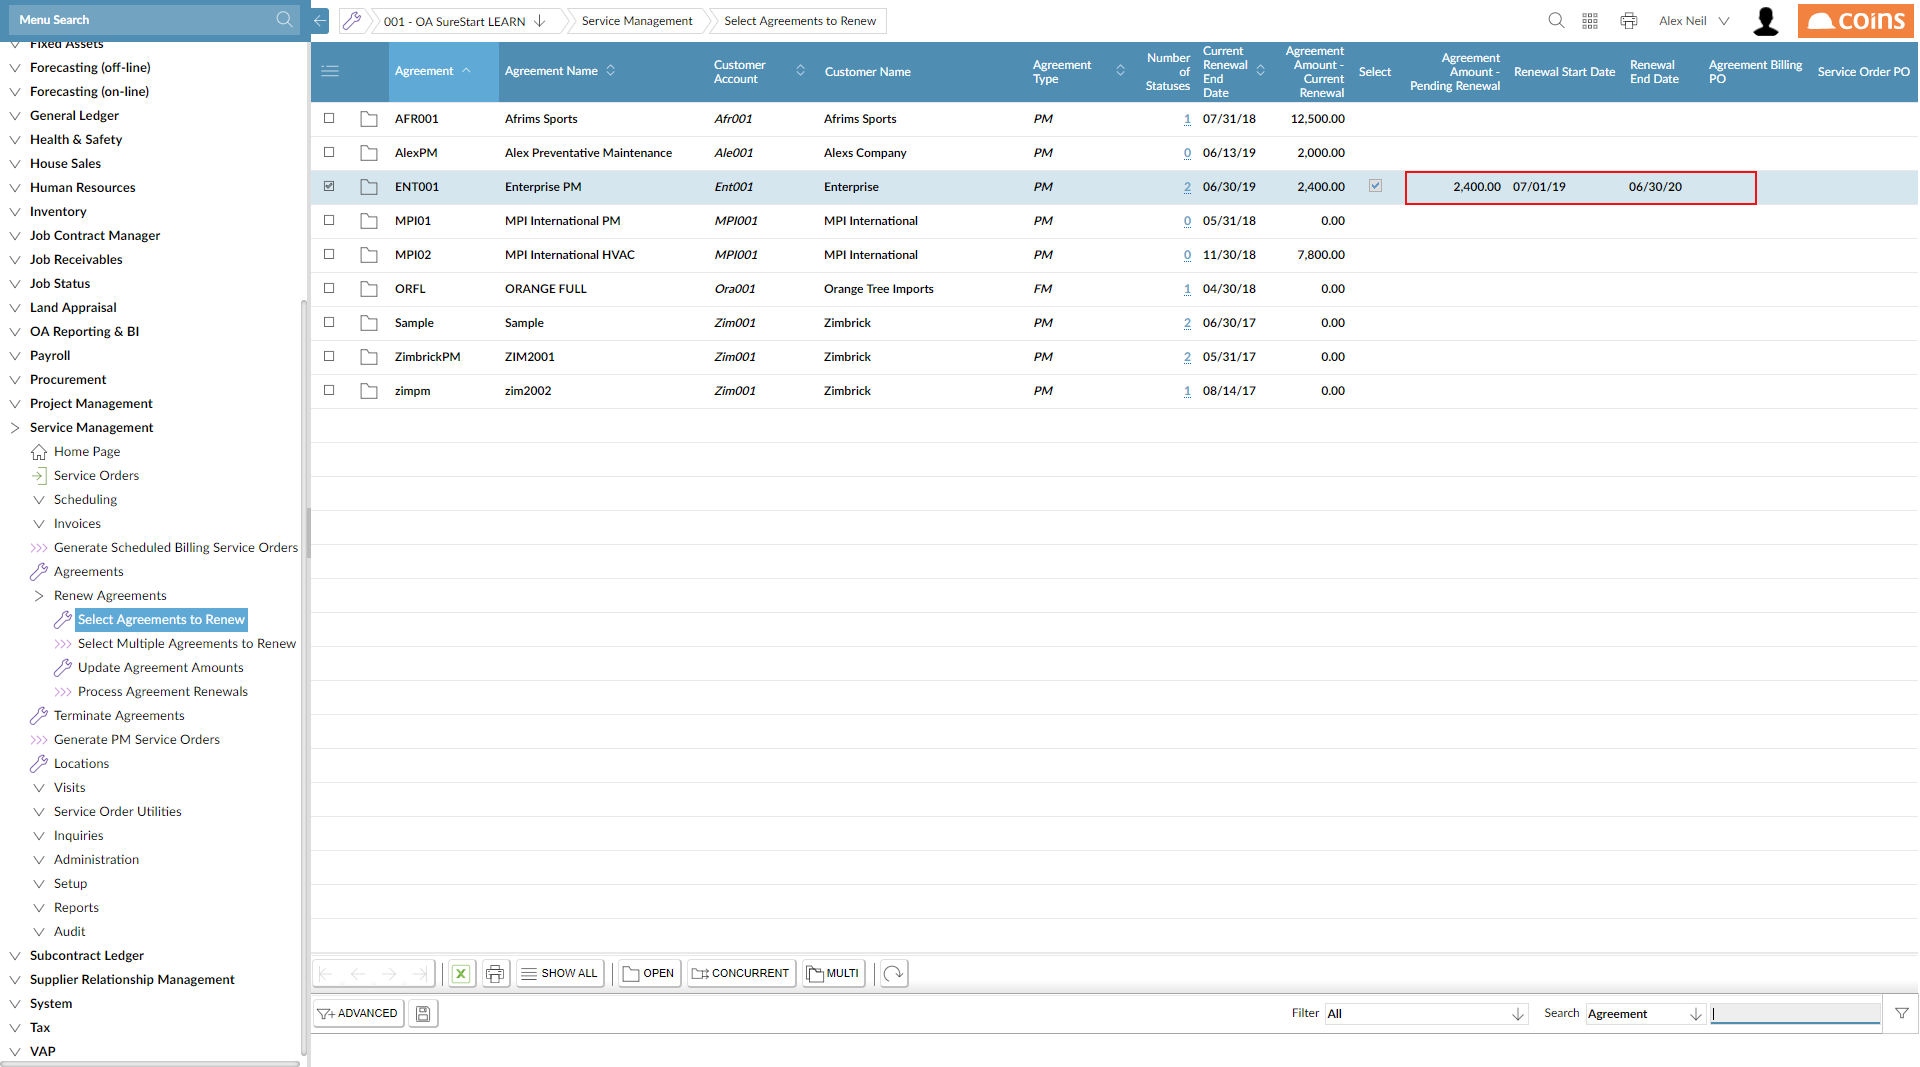 Menu Search
Fixed Assets
Forecasting (off-line)
Forecasting (on-line)
General Ledger
Health & Safety
House Sales
Human Resources
Inventory
Job Contract Manager
Job Receivables
Job Status
Land Appraisal
OA Reporting & BI
Payroll
Procurement
Project Management
Service Management
Home Page
Service Orders
Scheduling
Invoices
Generate Scheduled Billing Service Orders
Agreements
Renew Agreements
Select Agreements to Renew
Select Multiple Agreements to Renew
Update Agreement Amounts
Process Agreement Renewals
Terminate Agreements
Generate PM Service Orders
Locations
Visits
Service Order Utilities
Inquiries
Administration
Setup
Reports
Audit
Subcontract Ledger
Supplier Relationship Management
System
Tax
VAP
001 - OA SureStart LEARN Service Management Select Agreements to Renew
Alex Neil
coins
Agreement
Agreement Name
Customer
Account
Customer Name
Agreement
Type
Number
of
Statuses
Current
Renewal
End
Date
Agreement
Amount -
Current
Renewal
Select
Agreement
Amount -
Pending Renewal
Renewal Start Date
Renewal
End Date
Agreement Billing
PO
Service Order PO
AFR001 Afrims Sports Afr001 Afrims Sports PM 1 07/31/18 12,500.00
AlexPM Alex Preventative Maintenance Ale001 Alexs Company PM 0 06/13/19 2,000.00
ENT001 Enterprise PM Ent001 Enterprise PM 2 06/30/19 2,400.00 2,400.00 07/01/19 06/30/20
MPI01 MPI International PM MPI001 MPI International PM 0 05/31/18 0.00
MPI02 MPI International HVAC MPI001 MPI International PM 0 11/30/18 7,800.00
ORFL ORANGE FULL Ora001 Orange Tree Imports FM 1 04/30/18 0.00
Sample Sample Zim001 Zimbrick PM 2 06/30/17 0.00
ZimbrickPM ZIM2001 Zim001 Zimbrick PM 2 05/31/17 0.00
zimpm zim2002 Zim001 Zimbrick PM 1 08/14/17 0.00
SHOW ALL OPEN CONCURRENT MULTI
ADVANCED
Filter All Search Agreement